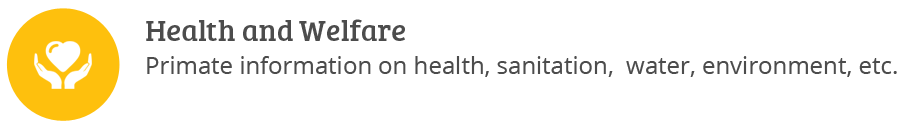 Health and Welfare
Primate information on health, sanitation,  water, environment, etc.